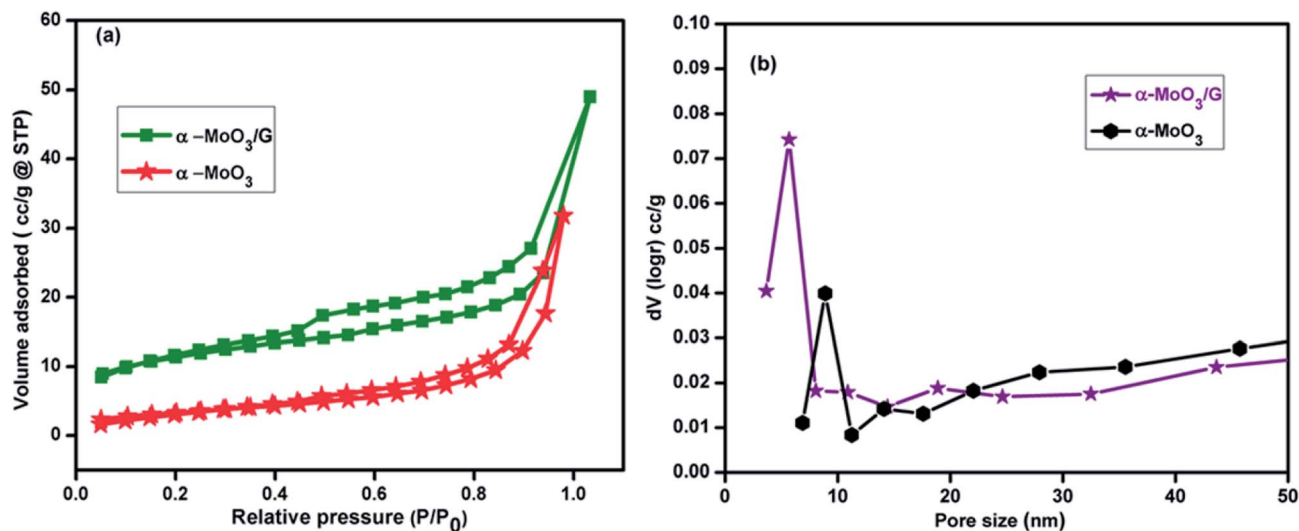 (a)
60
50
40
30
20
10
0
Volume adsorbed ( cc/g @ STP)
α –MoO₃/G
α –MoO₃
0.0 0.2 0.4 0.6 0.8 1.0
Relative pressure (P/P₀)
(b)
0.10
0.09
0.08
0.07
0.06
0.05
0.04
0.03
0.02
0.01
0.00
dV (logr) cc/g
α-MoO₃/G
α-MoO₃
0 10 20 30 40 50
Pore size (nm)